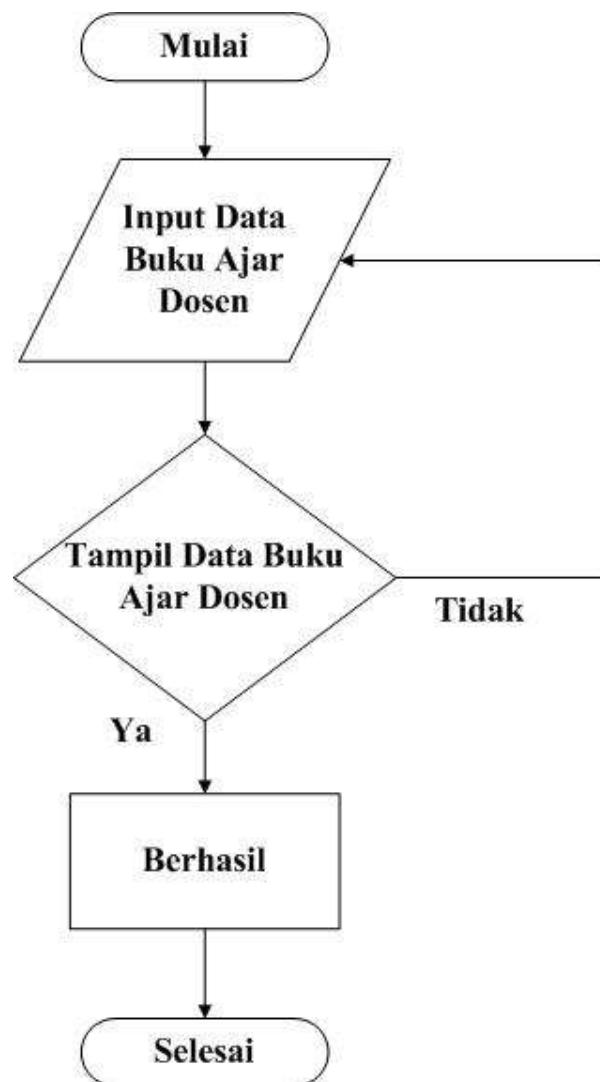 Mulai
Input Data
Buku Ajar
Dosen
Tampil Data Buku
Ajar Dosen
Tidak
Ya
Berhasil
Selesai